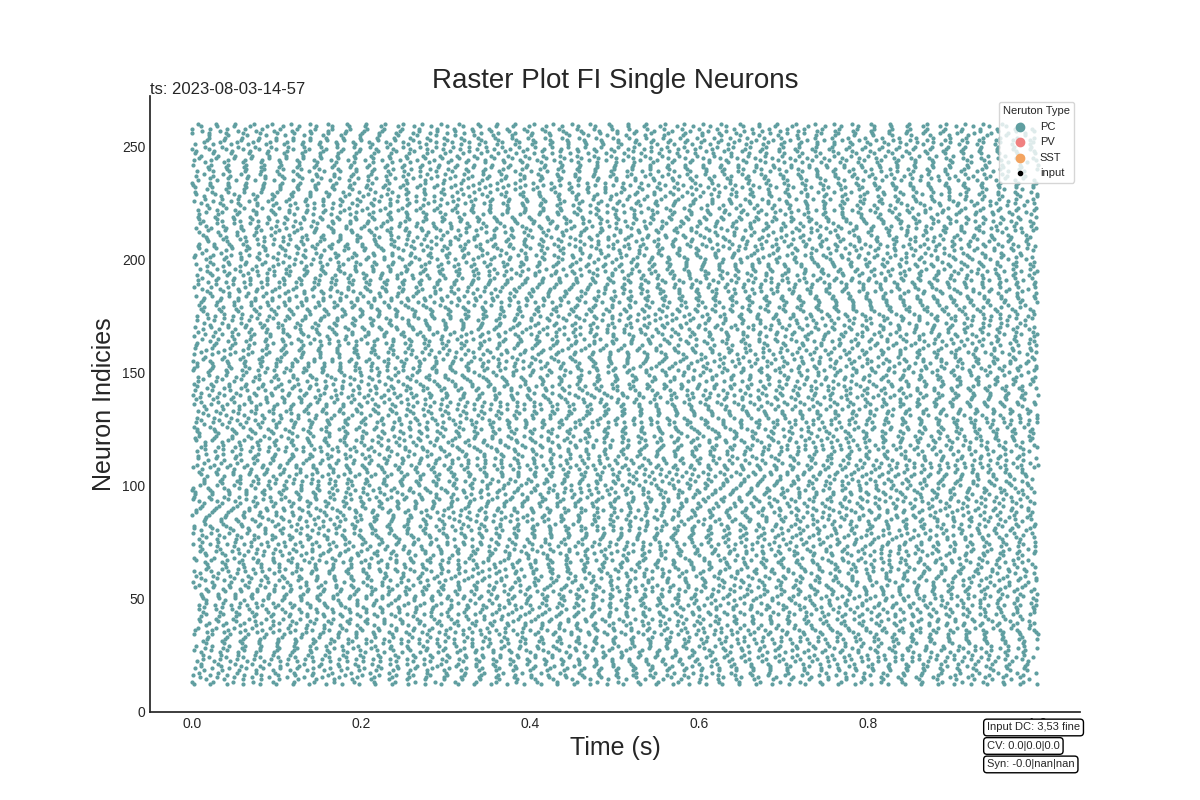 Raster Plot FI Single Neurons
ts: 2023-08-03-14-57
Neruton Type
PC
PV
SST
input
250
200
150
100
50
0
Neuron Indicies
0.0 0.2 0.4 0.6 0.8
Time (s)
Input DC: 3,53 fine
CV: 0.0|0.0|0.0
Syn: -0.0|nan|nan